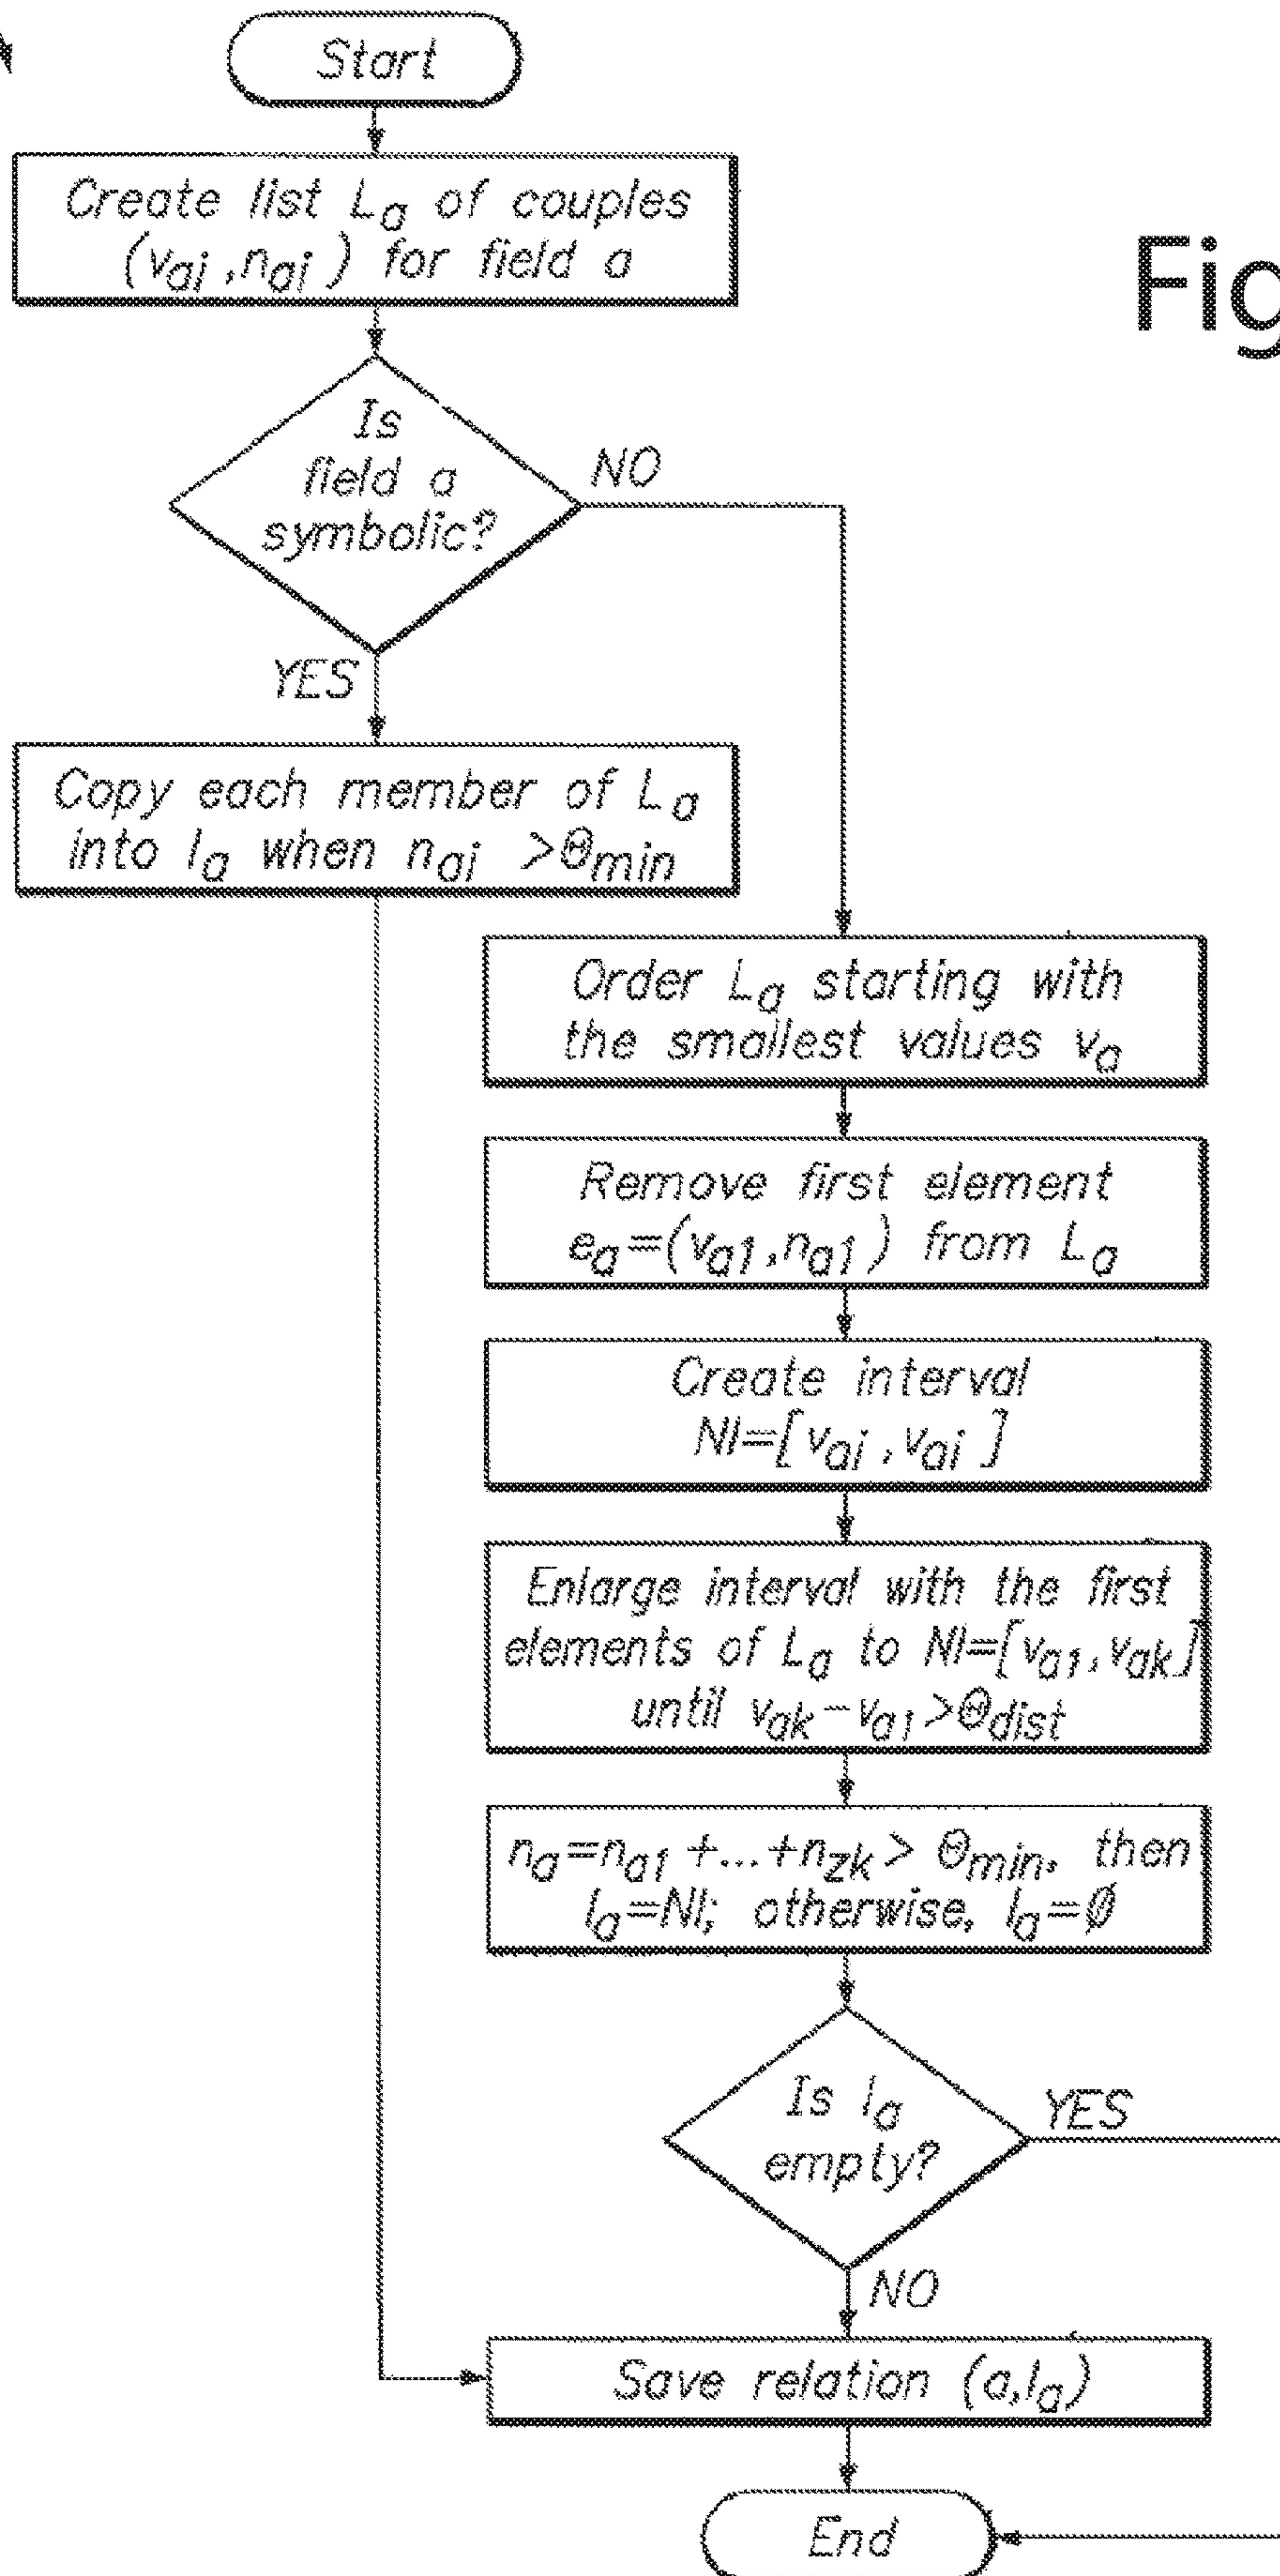 Start
Create list Lₐ of couples
(v_ai ,n_ai ) for field a
Fig
Is
field a
symbolic?
NO
YES
Copy each member of L_a
into I_a when n_ai >Θ_min
Order L_a starting with
the smallest values v_a
Remove first element
e_a=(v_a1 ,n_a1 ) from L_a
Create interval
NI=[v_ai , v_ai ]
Enlarge interval with the first
elements of L_a to NI=[v_a1, v_ak]
until v_ak-v_a1>Θ_dist
n_a=n_a1 +...+n_zk> Θ_min, then
I_a=NI; otherwise, I_a=∅
Is I_a
empty?
YES
NO
Save relation (a,I_a)
End